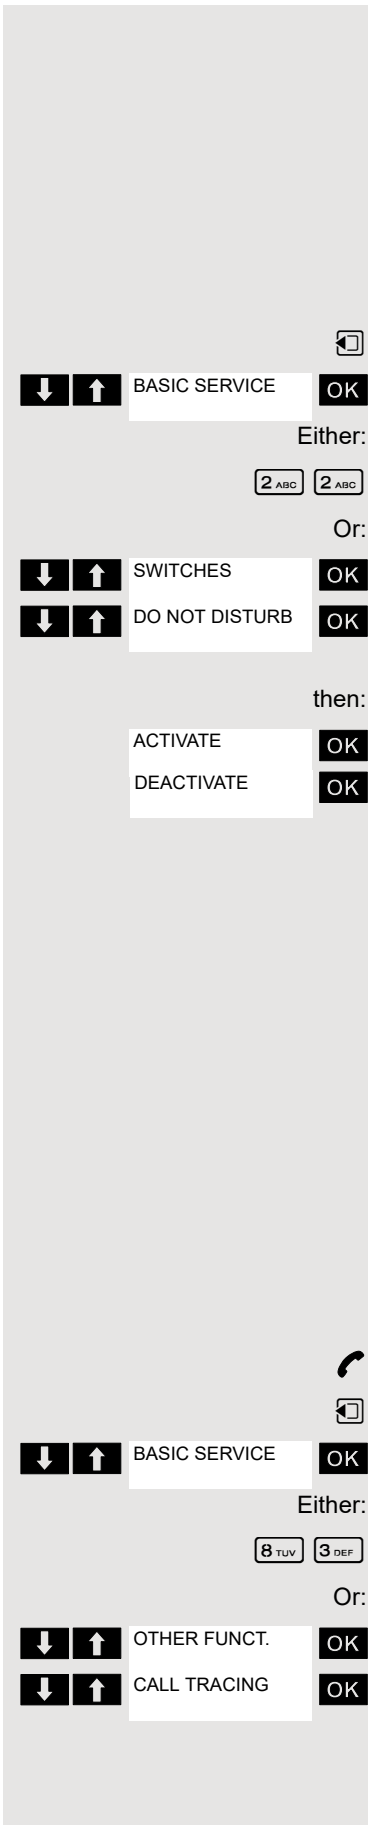 BASIC SERVICE OK
Either:
2 ABC 2 ABC
Or:
SWITCHES OK
DO NOT DISTURB OK
then:
ACTIVATE OK
DEACTIVATE OK
BASIC SERVICE OK
Either:
8 TUV 3 DEF
Or:
OTHER FUNCT. OK
CALL TRACING OK